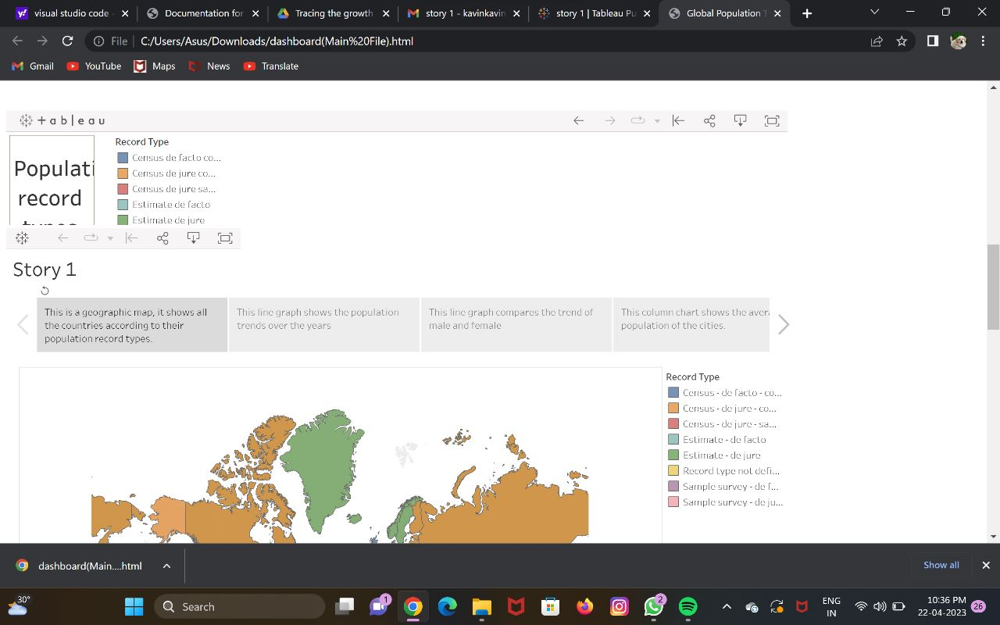 visual studio code -
Documentation for
Tracing the growth
story 1 - kavinkavin
story 1 | Tableau Pu
Global Population T
File
C:/Users/Asus/Downloads/dashboard(Main%20File).html
Gmail
YouTube
Maps
News
Translate
+ a b | e a u
Populati
record
types
Record Type
Census de facto co...
Census de jure co...
Census de jure sa...
Estimate de facto
Estimate de jure
Story 1
This is a geographic map, it shows all
the countries according to their
population record types.
This line graph shows the population
trends over the years
This line graph compares the trend of
male and female
This column chart shows the avera
population of the cities.
Record Type
Census - de facto - co...
Census - de jure - co...
Census - de jure - sa...
Estimate - de facto
Estimate - de jure
Record type not defi...
Sample survey - de f...
Sample survey - de ju...
dashboard(Main....html
Show all
30°
Search
1
2
ENG
IN
10:36 PM
22-04-2023
26